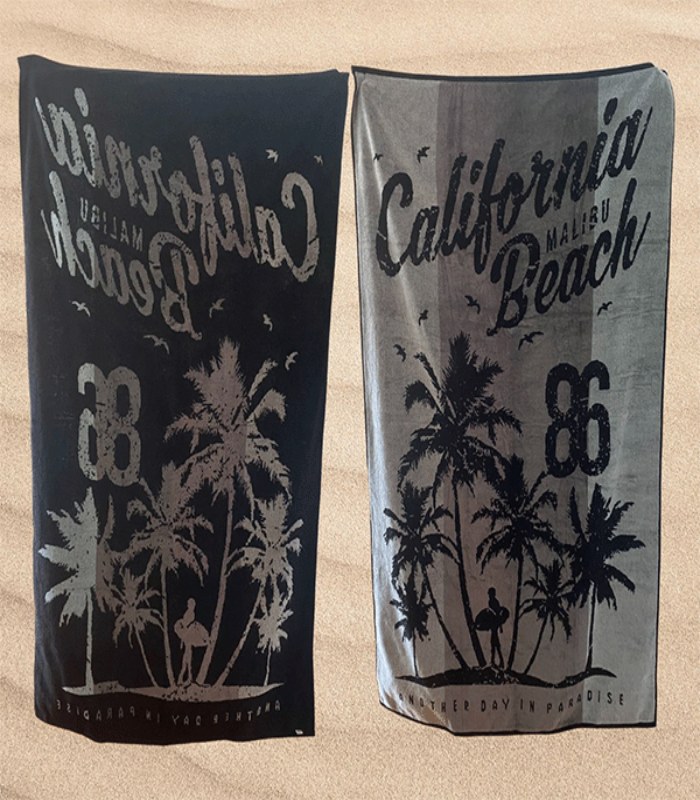 California
MALIBU
Beach
86
ANOTHER DAY IN PARADISE
California
MALIBU
Beach
86
ANOTHER DAY IN PARADISE